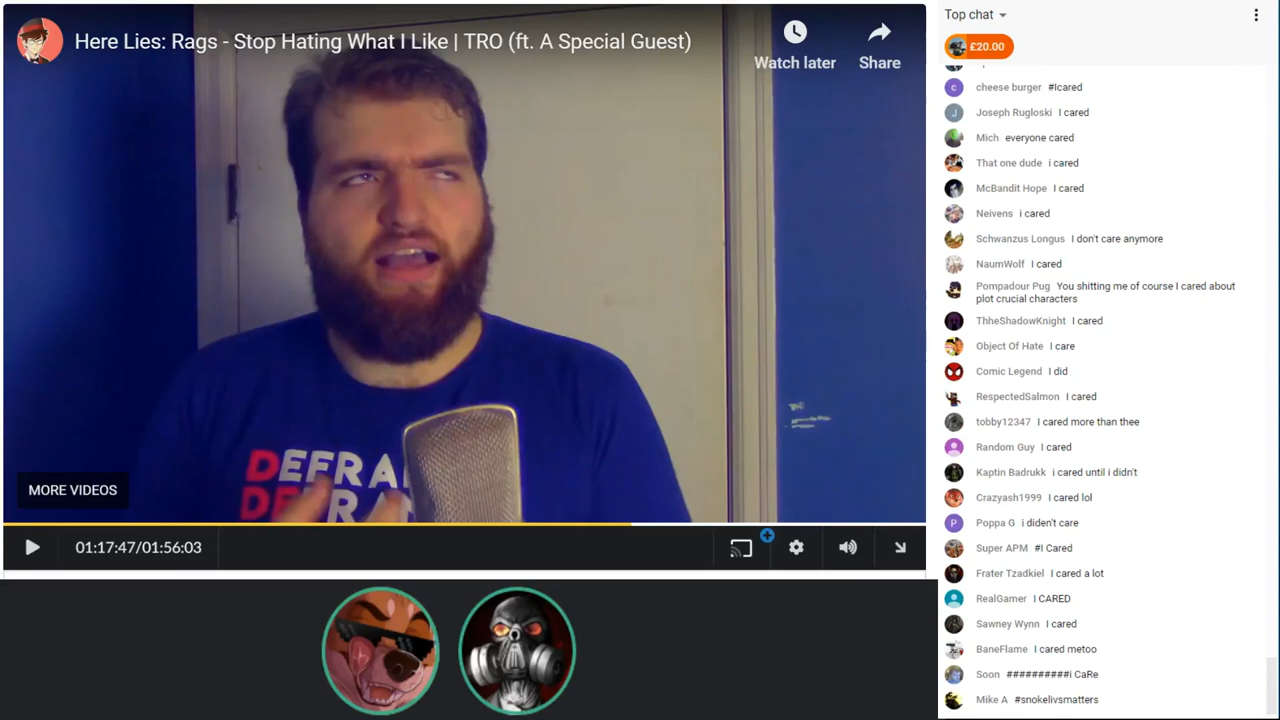 Here Lies: Rags - Stop Hating What I Like | TRO (ft. A Special Guest)
Watch later
Share
DEFRA
DEFRA
MORE VIDEOS
01:17:47/01:56:03
Top chat
£20.00
c
cheese burger #Icared
J
Joseph Rugloski I cared
Mich everyone cared
That one dude i cared
McBandit Hope I cared
Neivens i cared
Schwanzus Longus I don't care anymore
NaumWolf I cared
Pompadour Pug You shitting me of course I cared about
plot crucial characters
ThheShadowKnight I cared
Object Of Hate I care
Comic Legend I did
RespectedSalmon I cared
tobby12347 I cared more than thee
Random Guy I cared
Kaptin Badrukk i cared until i didn't
Crazyash1999 I cared lol
P
Poppa G i diden't care
Super APM #I Cared
Frater Tzadkiel I cared a lot
RealGamer I CARED
Sawney Wynn I cared
BaneFlame I cared metoo
Soon ##########i CaRe
Mike A #snokelivsmatters